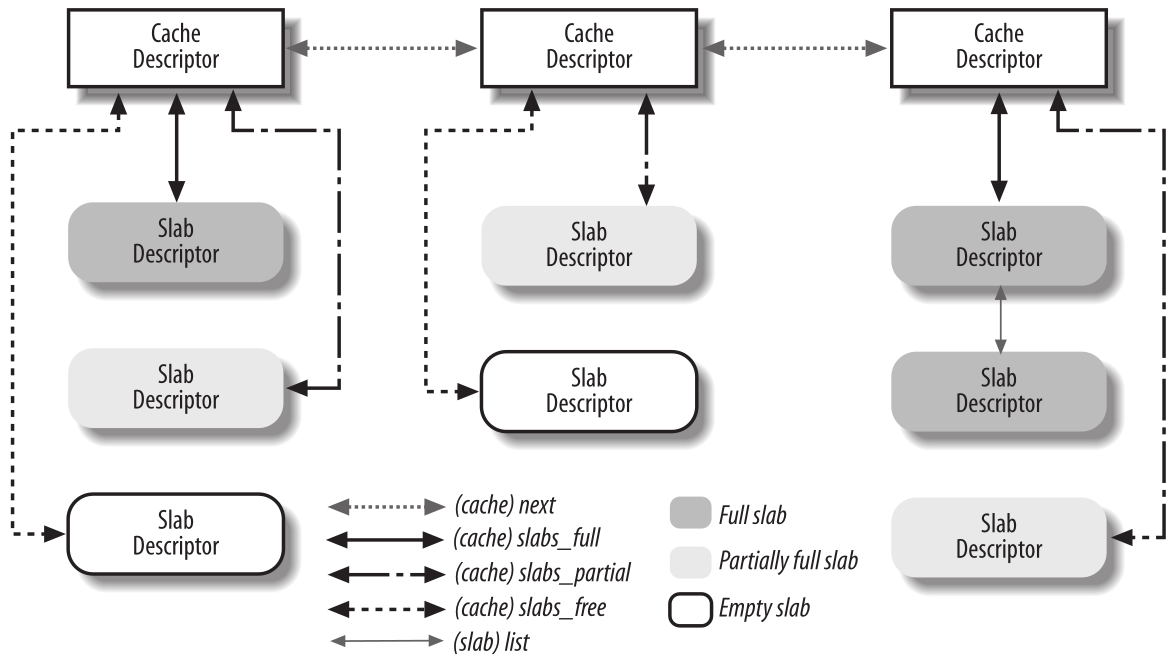 Cache
Descriptor
Cache
Descriptor
Cache
Descriptor
Slab
Descriptor
Slab
Descriptor
Slab
Descriptor
Slab
Descriptor
Slab
Descriptor
Slab
Descriptor
Slab
Descriptor
Slab
Descriptor
(cache) next
(cache) slabs_full
(cache) slabs_partial
(cache) slabs_free
(slab) list
Full slab
Partially full slab
Empty slab